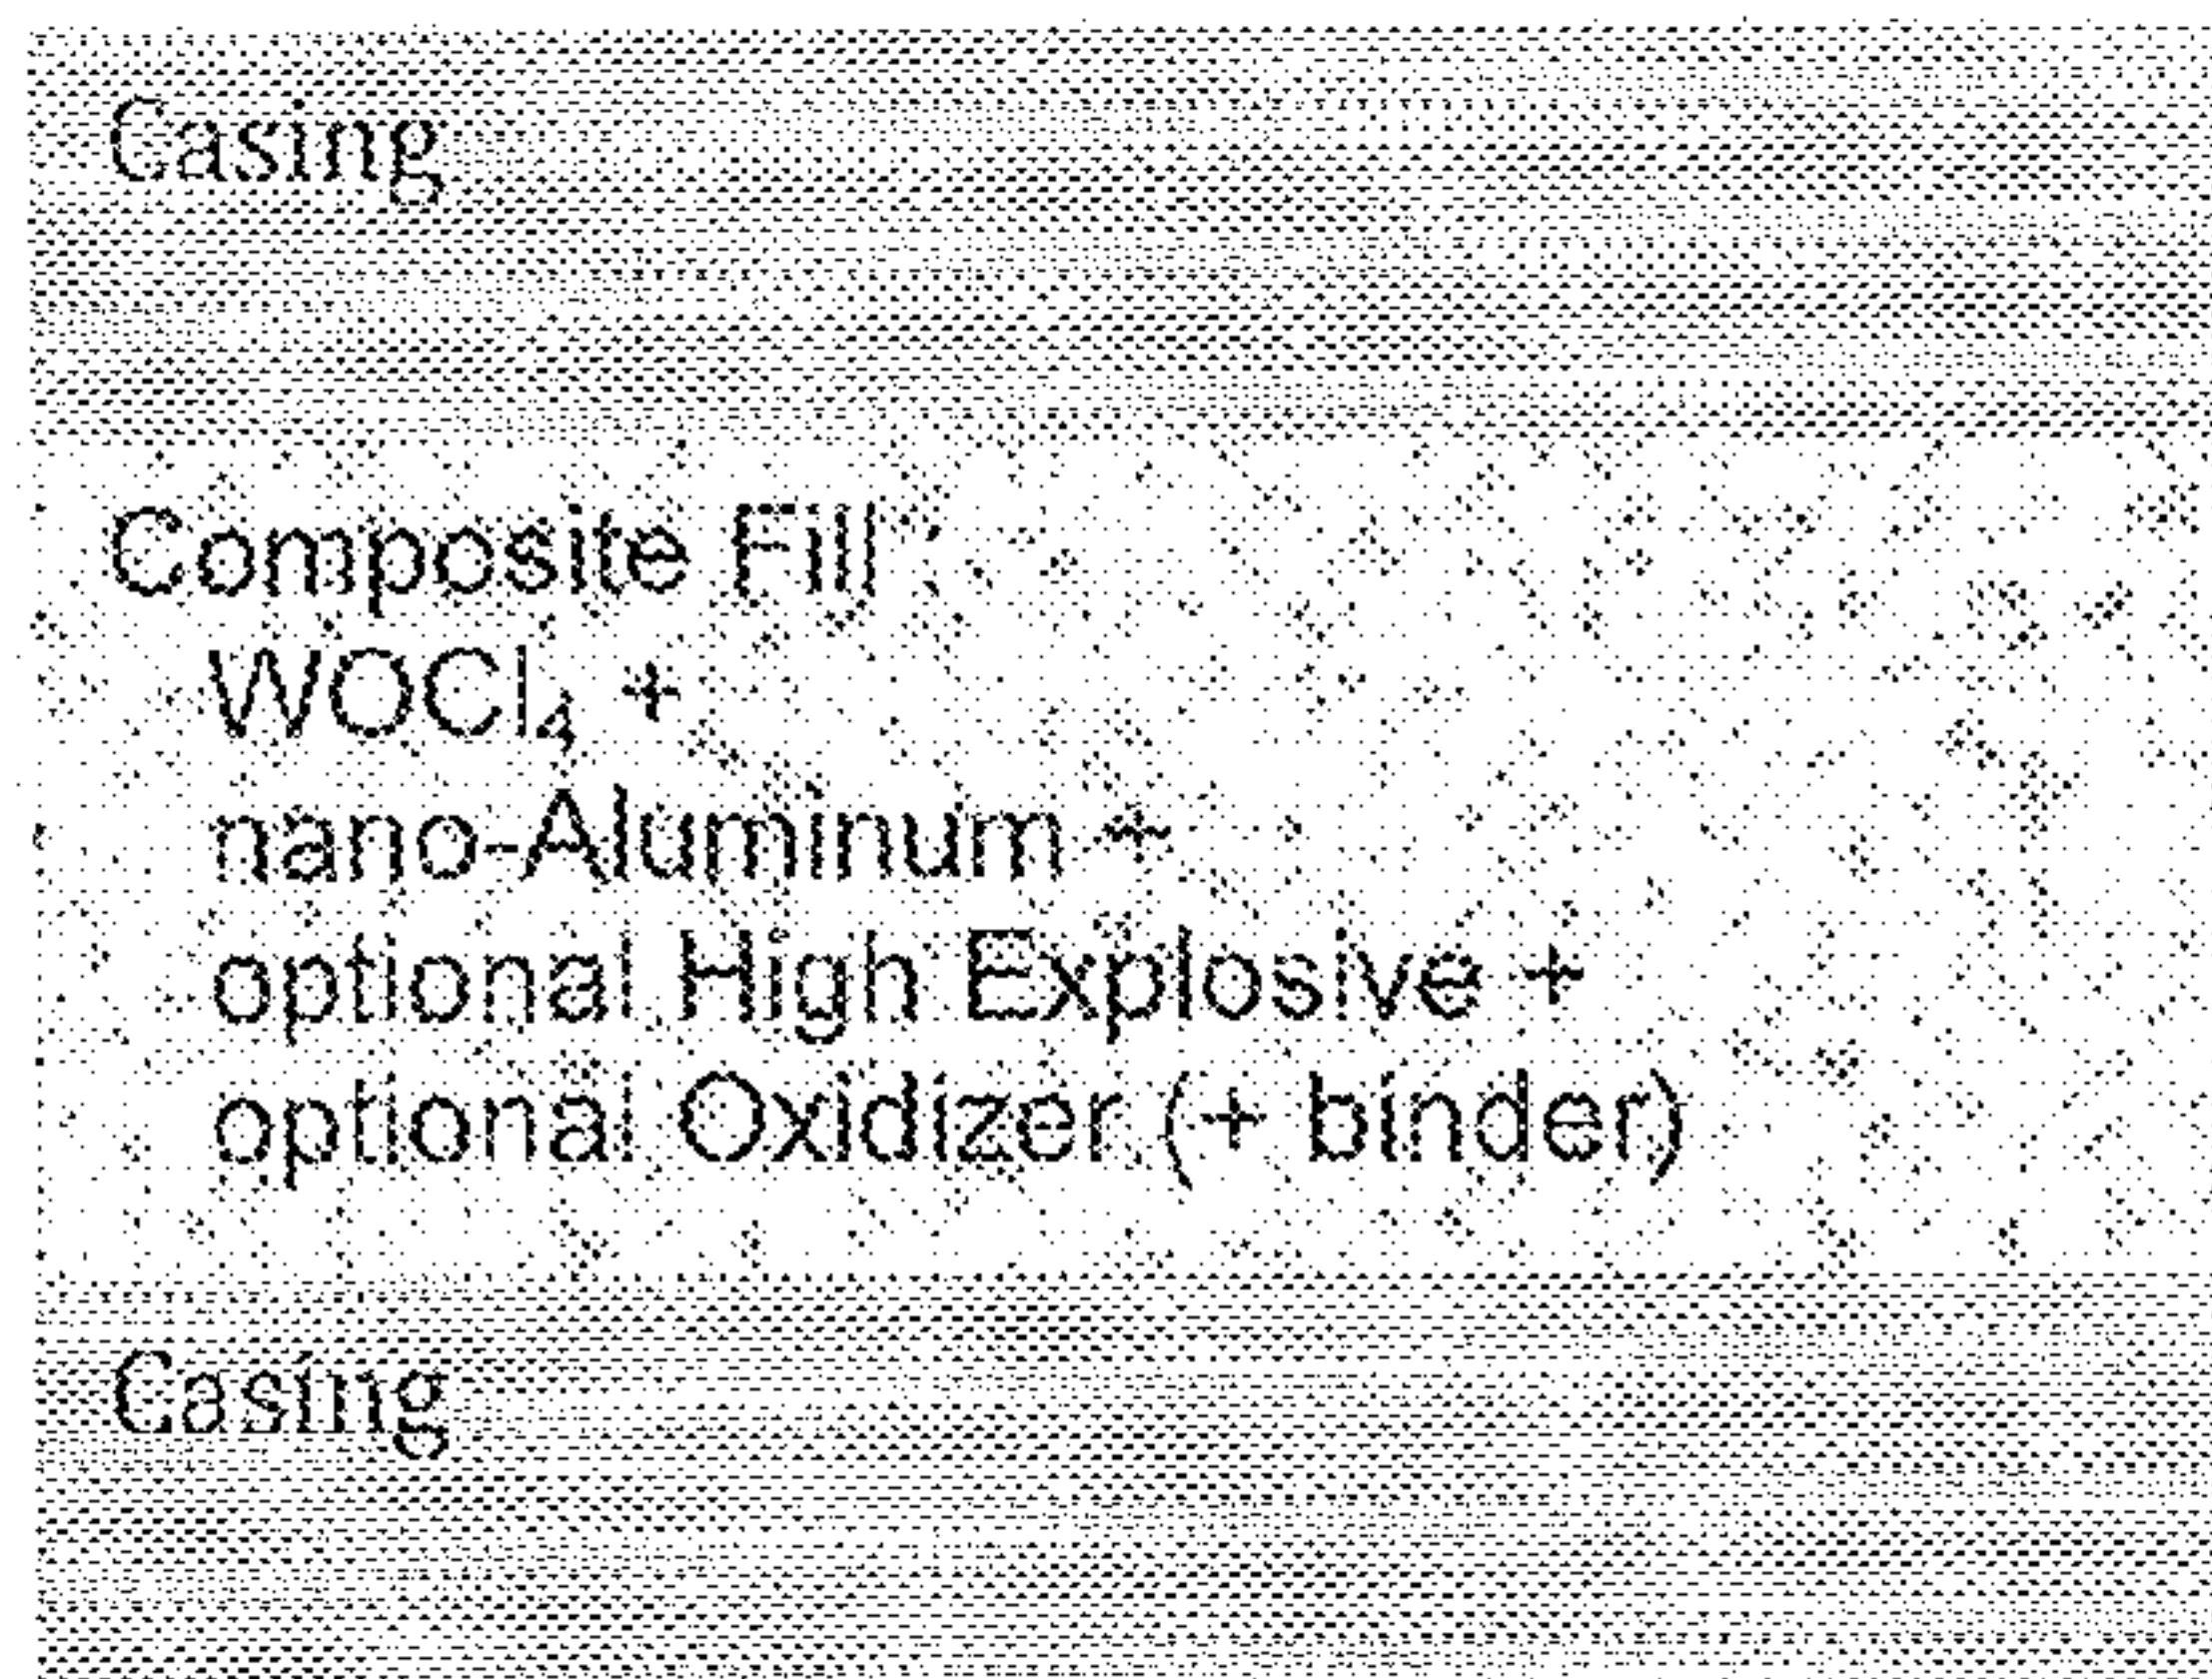 Casing
Composite Fill :
WOCl₄ +
nano-Aluminum +
optional High Explosive +
optional Oxidizer (+ binder)
Casing